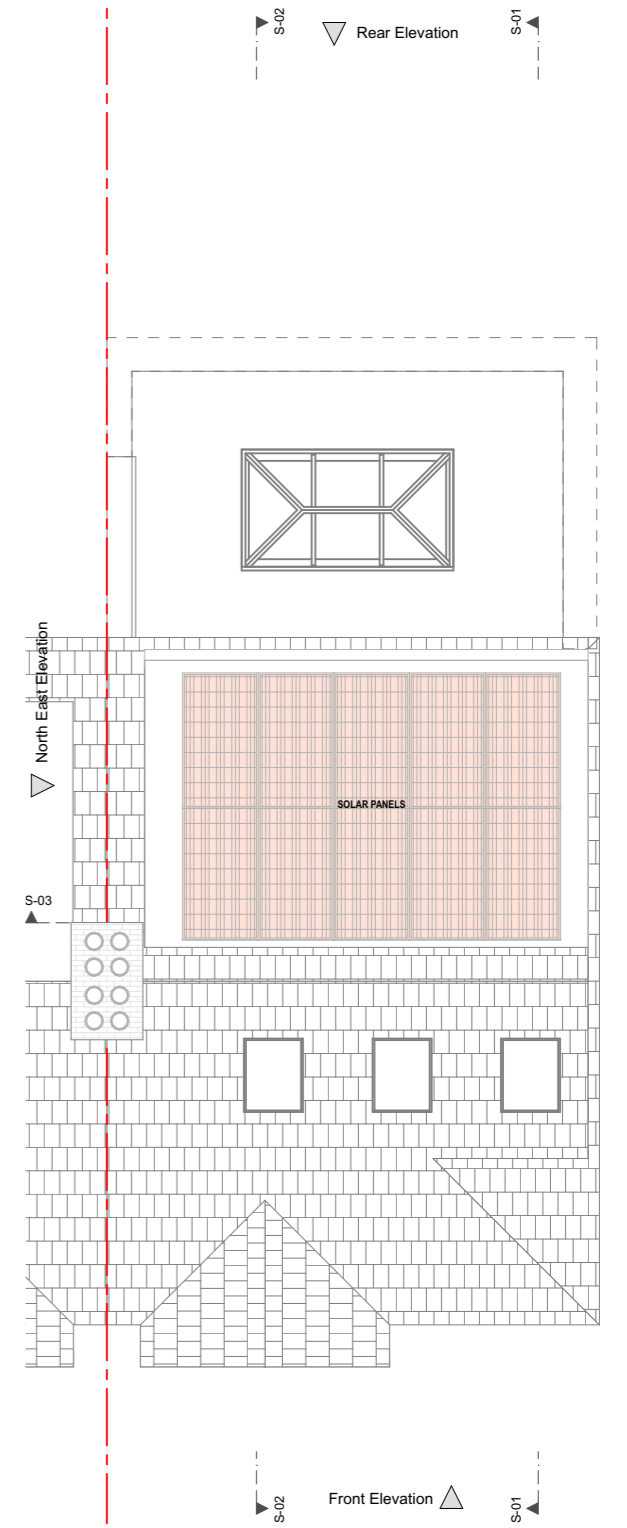 S-02
Rear Elevation
S-01
North East Elevation
SOLAR PANELS
S-03
S-02
Front Elevation
S-01